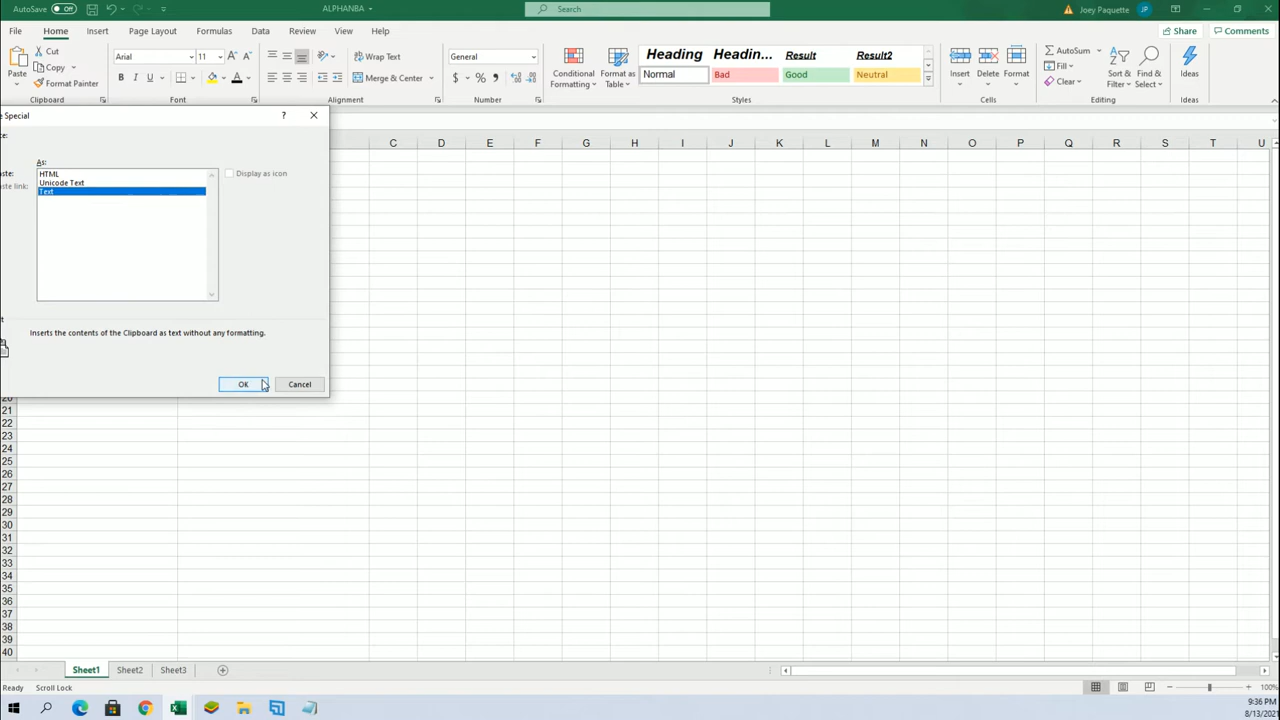 AutoSave Off ALPHANBA Search Joey Paquette JP
File Home Insert Page Layout Formulas Data Review View Help Share Comments
Paste Cut Copy Format Painter Clipboard
Arial 11 B I U A Font
Wrap Text Merge & Center Alignment
General $ % Number
Conditional Formatting Format as Table
Heading Headin... Result Result2
Normal Bad Good Neutral
Styles
Insert Delete Format Cells
AutoSum Fill Clear Sort & Filter Find & Select Editing
Ideas Ideas
Special ?
C D E F G H I J K L M N O P Q R S T U
As:
HTML
Unicode Text
Text
Display as icon
aste:
aste link:
Inserts the contents of the Clipboard as text without any formatting.
OK Cancel
20
21
22
23
24
25
26
27
28
29
30
31
32
33
34
35
36
37
38
39
40
Sheet1 Sheet2 Sheet3
Ready Scroll Lock 100%
9:36 PM
8/13/202